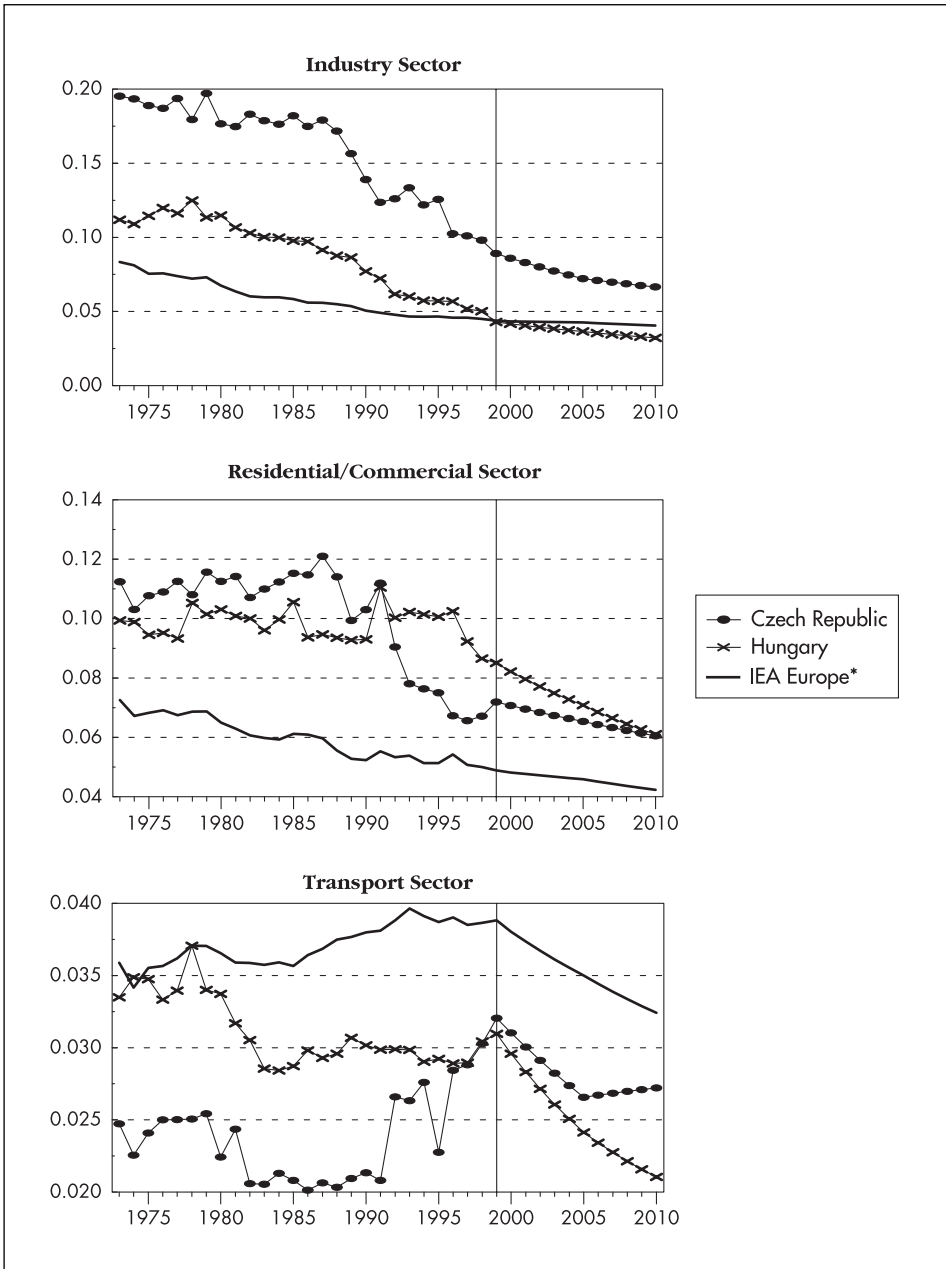 Industry Sector
0.20
0.15
0.10
0.05
0.00
1975 1980 1985 1990 1995 2000 2005 2010
Residential/Commercial Sector
0.14
0.12
0.10
0.08
0.06
0.04
1975 1980 1985 1990 1995 2000 2005 2010
Czech Republic
Hungary
IEA Europe*
Transport Sector
0.040
0.035
0.030
0.025
0.020
1975 1980 1985 1990 1995 2000 2005 2010